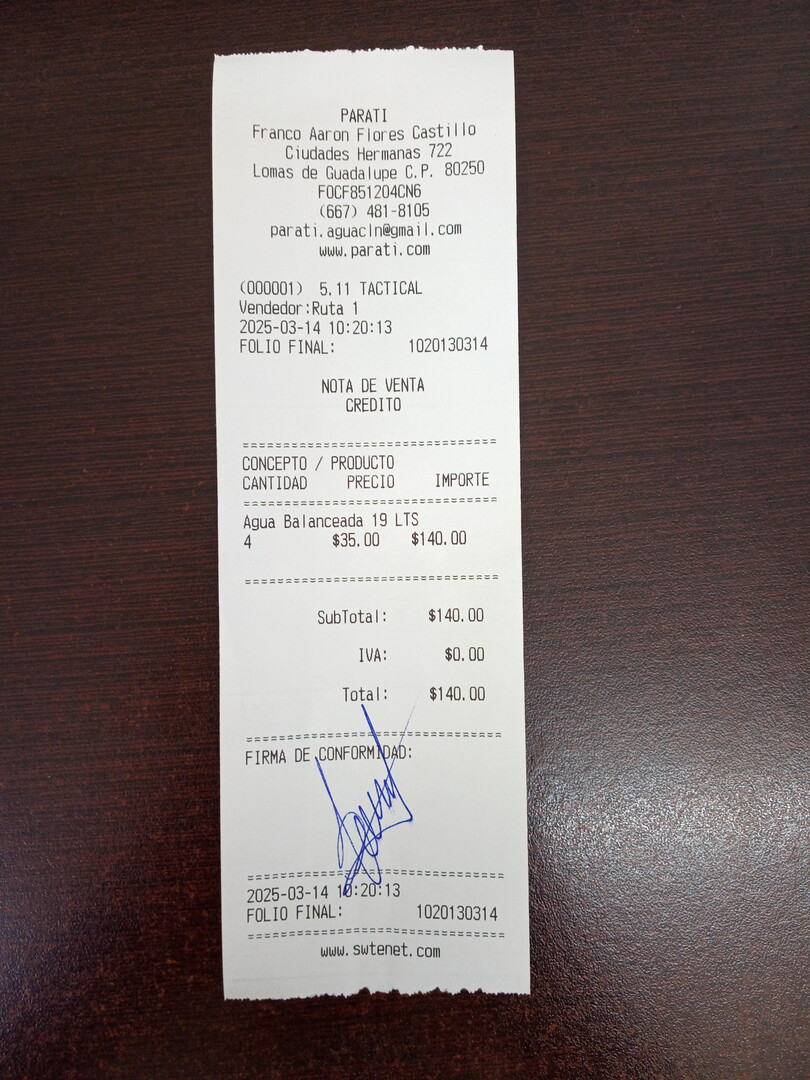 PARATI
Franco Aaron Flores Castillo
Ciudades Hermanas 722
Lomas de Guadalupe C.P. 80250
FOCF851204CN6
(667) 481-8105
parati.aguacln@gmail.com
www.parati.com
(000001) 5.11 TACTICAL
Vendedor:Ruta 1
2025-03-14 10:20:13
FOLIO FINAL: 1020130314
NOTA DE VENTA
CREDITO
CONCEPTO / PRODUCTO
CANTIDAD PRECIO IMPORTE
Agua Balanceada 19 LTS
4 $35.00 $140.00
SubTotal: $140.00
IVA: $0.00
Total: $140.00
FIRMA DE CONFORMIDAD:
2025-03-14 10:20:13
FOLIO FINAL: 1020130314
www.swtenet.com